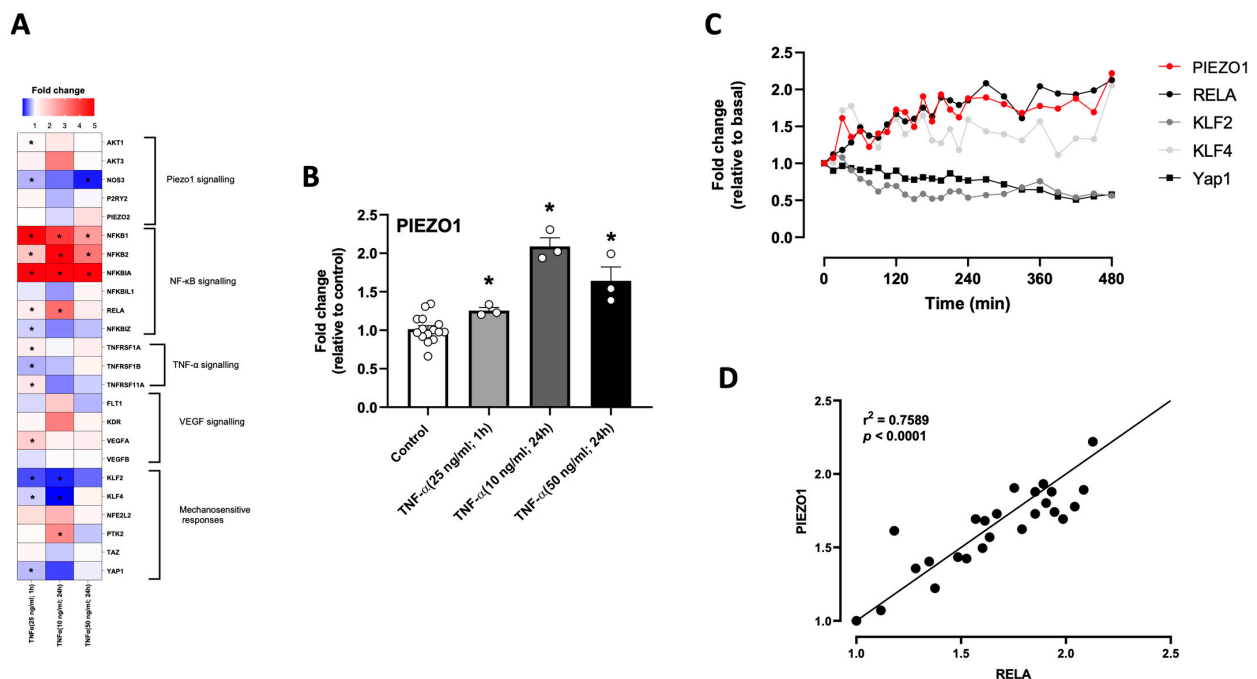 A
Fold change
1 2 3 4 5
AKT1
AKT3
NOS3
P2RY2
PIEZO2
Piezo1 signalling
NFKB1
NFKB2
NFKBIA
NFKBIL1
RELA
NFKBIZ
NF-κB signalling
TNFRSF1A
TNFRSF1B
TNFRSF11A
TNF-α signalling
FLT1
KDR
VEGFA
VEGFB
VEGF signalling
KLF2
KLF4
NFE2L2
PTK2
TAZ
YAP1
Mechanosensitive
responses
TNFα(25 ng/ml; 1h)
TNFα(10 ng/ml; 24h)
TNFα(50 ng/ml; 24h)
B
PIEZO1
Fold change
(relative to control)
2.5
2.0
1.5
1.0
0.5
0.0
* * *
Control
TNF-α(25 ng/ml; 1h)
TNF-α(10 ng/ml; 24h)
TNF-α(50 ng/ml; 24h)
C
Fold change
(relative to basal)
2.5
2.0
1.5
1.0
0.5
0.0
0 120 240 360 480
Time (min)
PIEZO1
RELA
KLF2
KLF4
Yap1
D
r² = 0.7589
p < 0.0001
PIEZO1
2.5
2.0
1.5
1.0
1.0 1.5 2.0 2.5
RELA